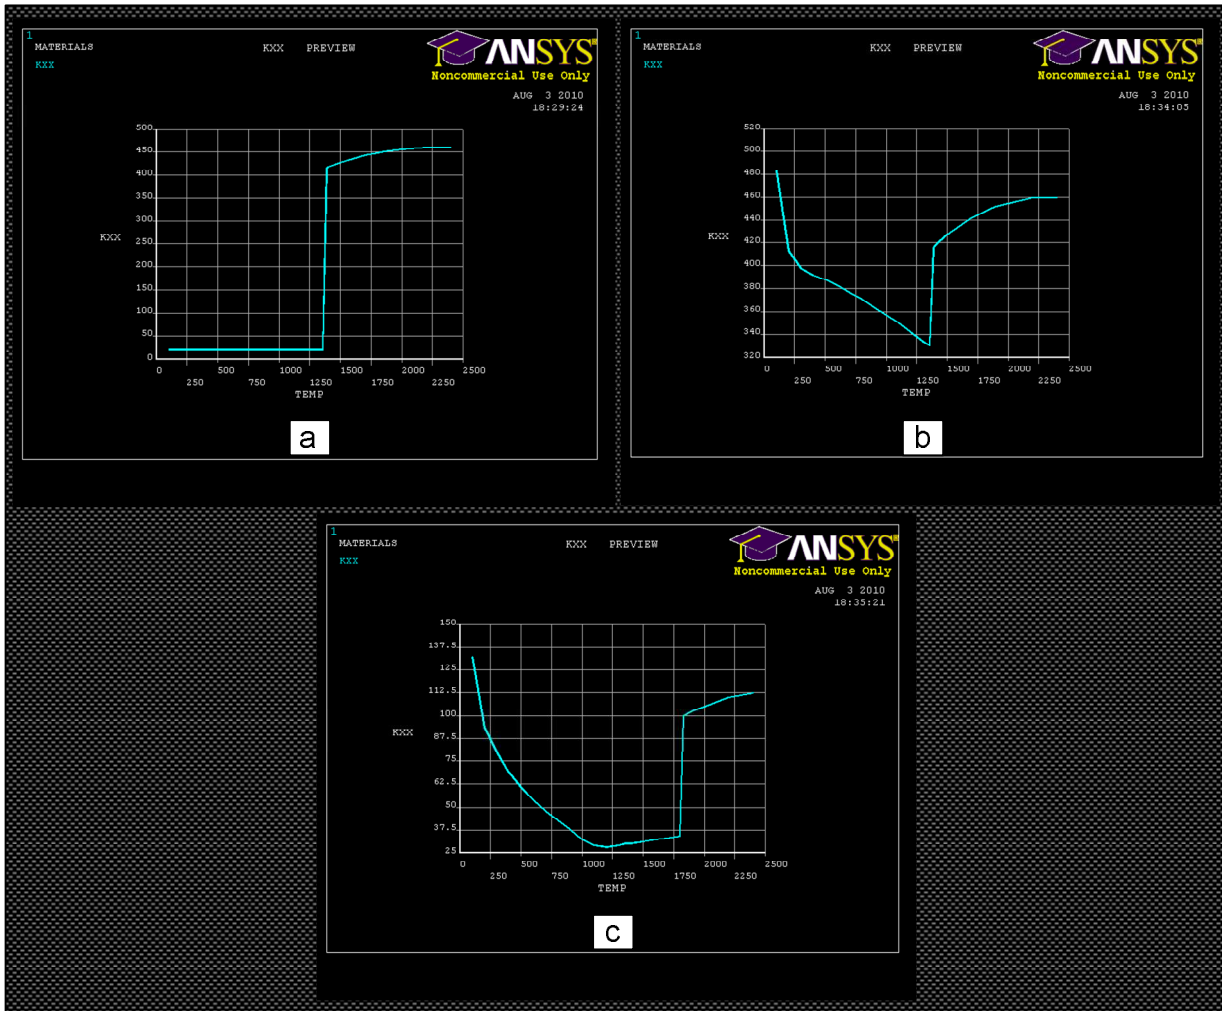 1
MATERIALS
KXX
KXX PREVIEW
ANSYS
Noncommercial Use Only
AUG 3 2010
18:29:24
500
450
400
350
300
250
200
150
100
50
0
KXX
0 500 1000 1500 2000 2500
250 750 1250 1750 2250
TEMP
a
1
MATERIALS
KXX
KXX PREVIEW
ANSYS
Noncommercial Use Only
AUG 3 2010
18:34:05
520
500
480
460
440
420
400
380
360
340
320
KXX
0 500 1000 1500 2000 2500
250 750 1250 1750 2250
TEMP
b
1
MATERIALS
KXX
KXX PREVIEW
ANSYS
Noncommercial Use Only
AUG 3 2010
18:35:21
150
137.5
125
112.5
100
87.5
75
62.5
50
37.5
25
KXX
0 500 1000 1500 2000 2500
250 750 1250 1750 2250
TEMP
c